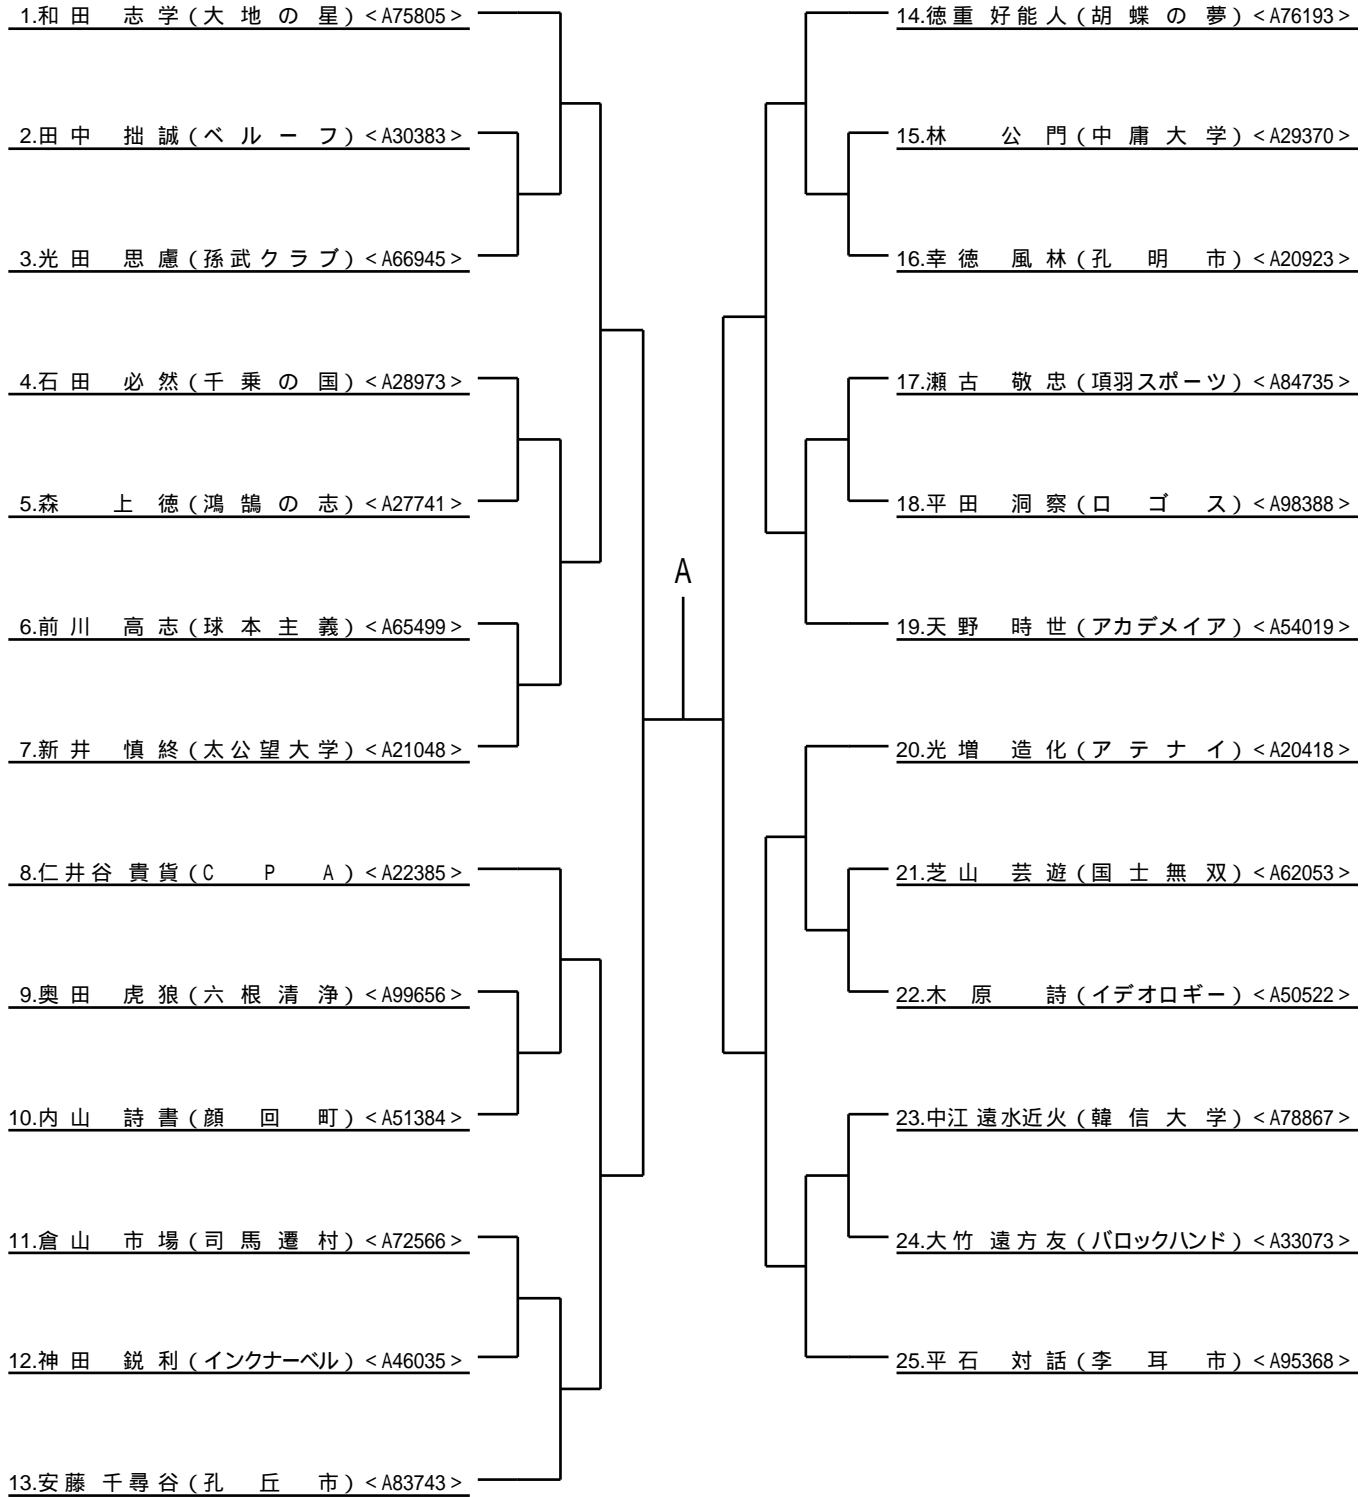 1.和田 志学(大地の星)<A75805>
2.田中 拙誠(ベルーフ)<A30383>
3.光田 思慮(孫武クラブ)<A66945>
4.石田 必然(千乗の国)<A28973>
5.森 上徳(鴻鵠の志)<A27741>
6.前川 高志(球本主義)<A65499>
7.新井 慎終(太公望大学)<A21048>
8.仁井谷 貴貨(CPA)<A22385>
9.奥田 虎狼(六根清浄)<A99656>
10.内山 詩書(顔回町)<A51384>
11.倉山 市場(司馬遷村)<A72566>
12.神田 鋭利(インクナーベル)<A46035>
13.安藤 千尋谷(孔丘市)<A83743>
A
14.徳重 好能人(胡蝶の夢)<A76193>
15.林 公門(中庸大学)<A29370>
16.幸徳 風林(孔明市)<A20923>
17.瀬古 敬忠(項羽スポーツ)<A84735>
18.平田 洞察(ロゴス)<A98388>
19.天野 時世(アカデメイア)<A54019>
20.光増 造化(アテナイ)<A20418>
21.芝山 芸遊(国士無双)<A62053>
22.木原 詩(イデオロギー)<A50522>
23.中江 遠水近火(韓信大学)<A78867>
24.大竹 遠方友(バロックハンド)<A33073>
25.平石 対話(李耳市)<A95368>